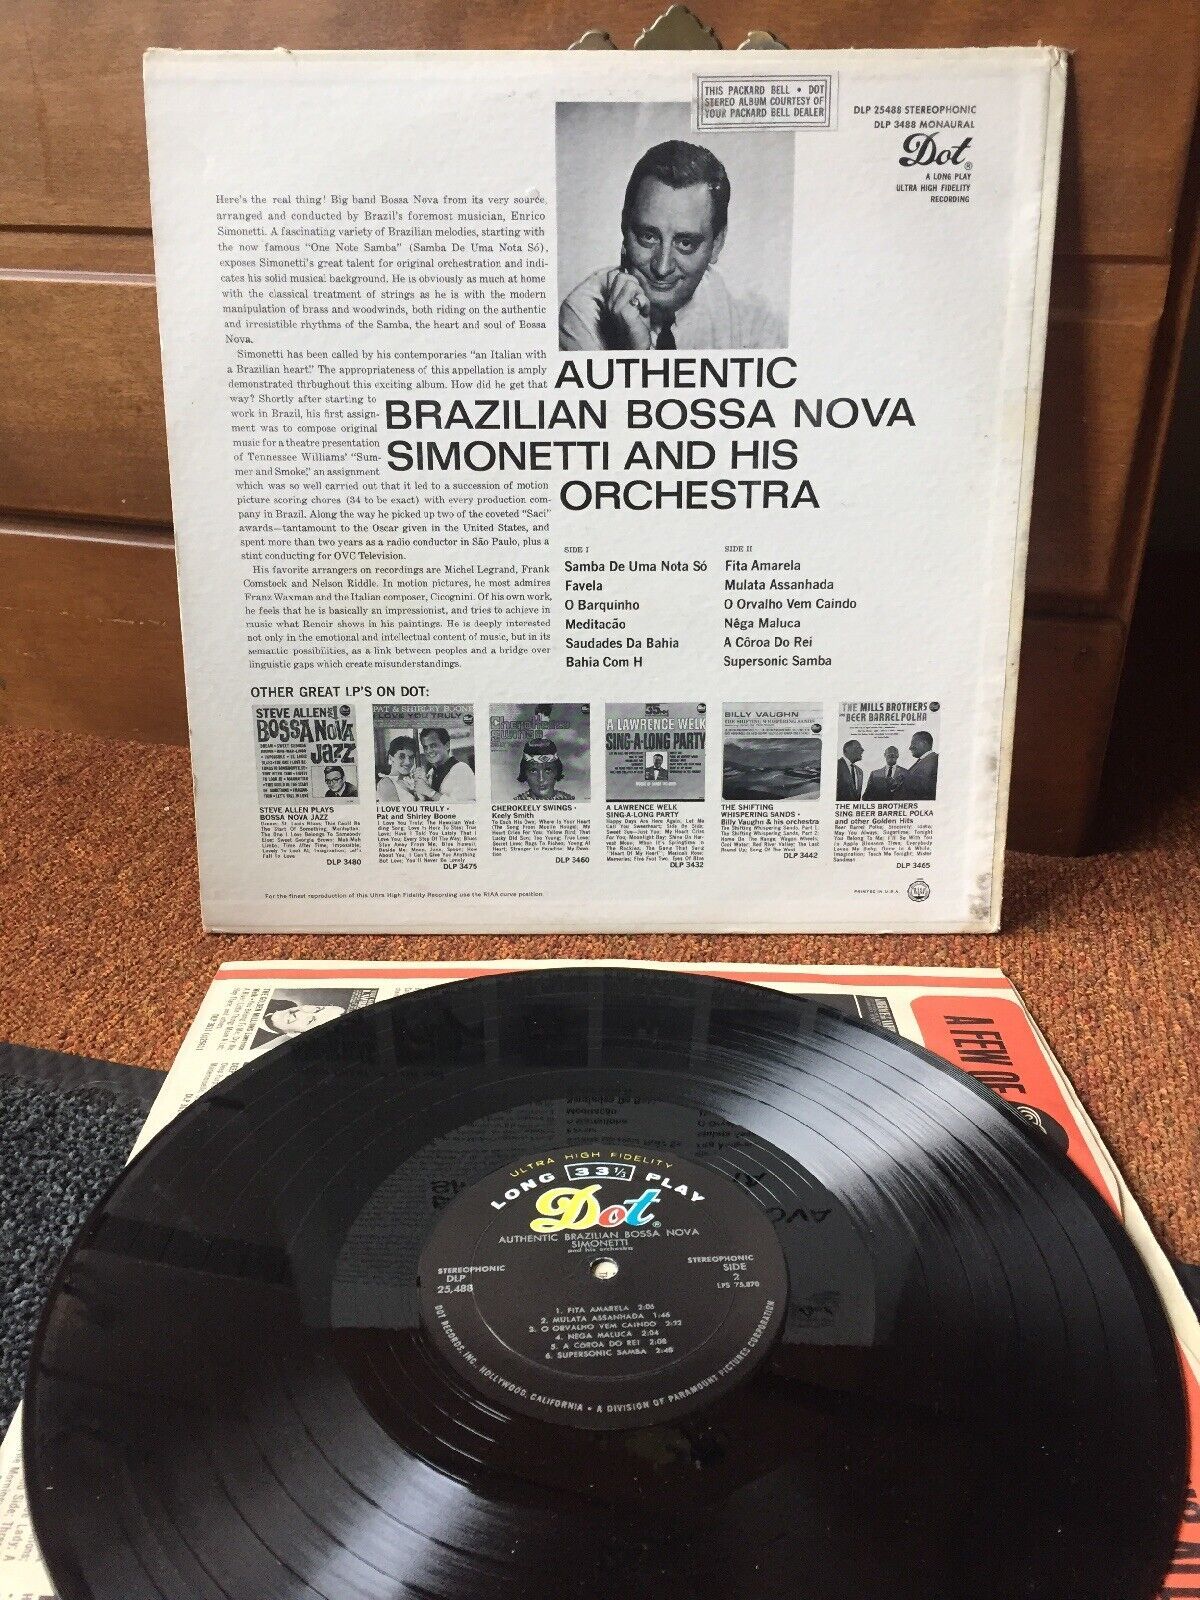 THIS PACKARD BELL • DOT
STEREO ALBUM COURTESY OF
YOUR PACKARD BELL DEALER
DLP 25488 STEREOPHONIC
DLP 3488 MONAURAL
Dot®
A LONG PLAY
ULTRA HIGH FIDELITY
RECORDING
Here's the real thing! Big band Bossa Nova from its very source,
arranged and conducted by Brazil's foremost musician, Enrico
Simonetti. A fascinating variety of Brazilian melodies, starting with
the now famous "One Note Samba" (Samba De Uma Nota Só),
exposes Simonetti's great talent for original orchestration and indi-
cates his solid musical background. He is obviously as much at home
with the classical treatment of strings as he is with the modern
manipulation of brass and woodwinds, both riding on the authentic
and irresistible rhythms of the Samba, the heart and soul of Bossa
Nova.
Simonetti has been called by his contemporaries "an Italian with
a Brazilian heart." The appropriateness of this appellation is amply
demonstrated throughout this exciting album. How did he get that
way? Shortly after starting to
work in Brazil, his first assign-
ment was to compose original
music for a theatre presentation
of Tennessee Williams' "Sum-
mer and Smoke," an assignment
which was so well carried out that it led to a succession of motion
picture scoring chores (34 to be exact) with every production com-
pany in Brazil. Along the way he picked up two of the coveted "Saci"
awards—tantamount to the Oscar given in the United States, and
spent more than two years as a radio conductor in São Paulo, plus a
stint conducting for OVC Television.
His favorite arrangers on recordings are Michel Legrand, Frank
Comstock and Nelson Riddle. In motion pictures, he most admires
Franz Waxman and the Italian composer, Cicognini. Of his own work,
he feels that he is basically an impressionist, and tries to achieve in
music what Renoir shows in his paintings. He is deeply interested
not only in the emotional and intellectual content of music, but in its
semantic possibilities, as a link between peoples and a bridge over
linguistic gaps which create misunderstandings.
AUTHENTIC
BRAZILIAN BOSSA NOVA
SIMONETTI AND HIS
ORCHESTRA
SIDE I
Samba De Uma Nota Só
Favela
O Barquinho
Meditacão
Saudades Da Bahia
Bahia Com H
SIDE II
Fita Amarela
Mulata Assanhada
O Orvalho Vem Caindo
Nêga Maluca
A Côroa Do Rei
Supersonic Samba
OTHER GREAT LP'S ON DOT:
STEVE ALLEN
BOSSA NOVA
JAZZ
STEVE ALLEN PLAYS
BOSSA NOVA JAZZ
DLP 3480
PAT & SHIRLEY BOONE
I LOVE YOU TRULY
I LOVE YOU TRULY •
Pat and Shirley Boone
DLP 3475
Cherokeely
swings
CHEROKEELY SWINGS •
Keely Smith
DLP 3460
A LAWRENCE WELK
SING-A-LONG PARTY
A LAWRENCE WELK
SING-A-LONG PARTY
DLP 3432
BILLY VAUGHN
THE SHIFTING WHISPERING SANDS
THE SHIFTING
WHISPERING SANDS •
Billy Vaughn & his orchestra
DLP 3442
THE MILLS BROTHERS
BEER BARREL POLKA
THE MILLS BROTHERS
SING BEER BARREL POLKA
and other Golden Hits
DLP 3465
For the finest reproduction of this Ultra High Fidelity Recording use the RIAA curve position.
PRINTED IN U.S.A.
A FEW OF
ULTRA HIGH FIDELITY
LONG 33⅓ PLAY
Dot®
AUTHENTIC BRAZILIAN BOSSA NOVA
SIMONETTI
and his orchestra
STEREOPHONIC
DLP
25,488
STEREOPHONIC
SIDE
2
LPS 75,870
1. FITA AMARELA 2:06
2. MULATA ASSANHADA 1:46
3. O ORVALHO VEM CAINDO 2:22
4. NEGA MALUCA 2:04
5. A COROA DO REI 2:08
6. SUPERSONIC SAMBA 2:48
DOT RECORDS, INC. HOLLYWOOD, CALIFORNIA • A DIVISION OF PARAMOUNT PICTURES CORPORATION